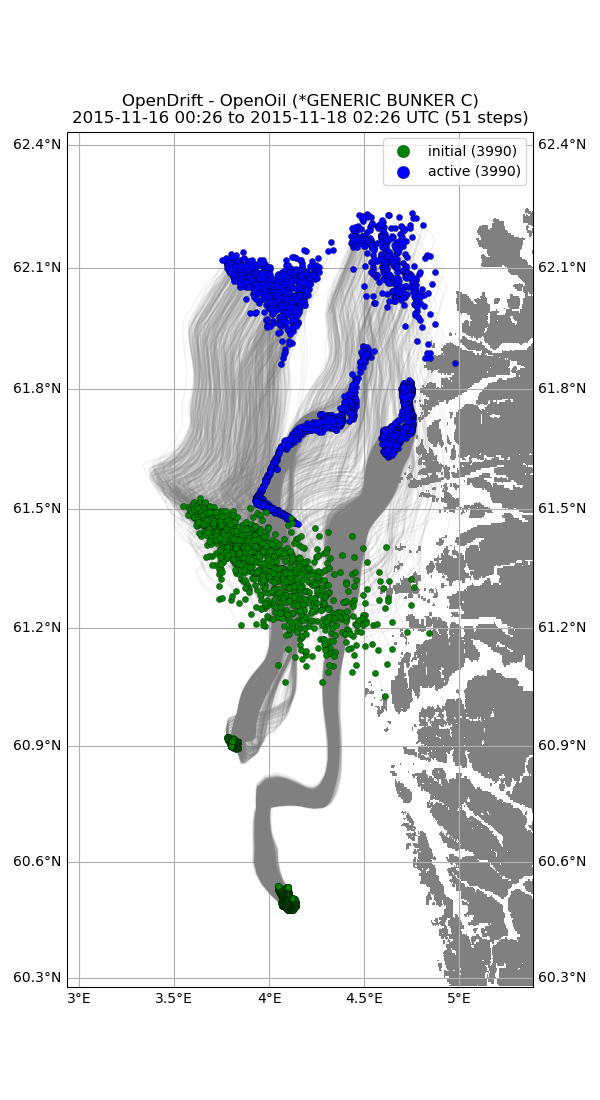 OpenDrift - OpenOil (*GENERIC BUNKER C)
2015-11-16 00:26 to 2015-11-18 02:26 UTC (51 steps)
initial (3990)
active (3990)
62.4°N 62.4°N
62.1°N 62.1°N
61.8°N 61.8°N
61.5°N 61.5°N
61.2°N 61.2°N
60.9°N 60.9°N
60.6°N 60.6°N
60.3°N 60.3°N
3°E 3.5°E 4°E 4.5°E 5°E